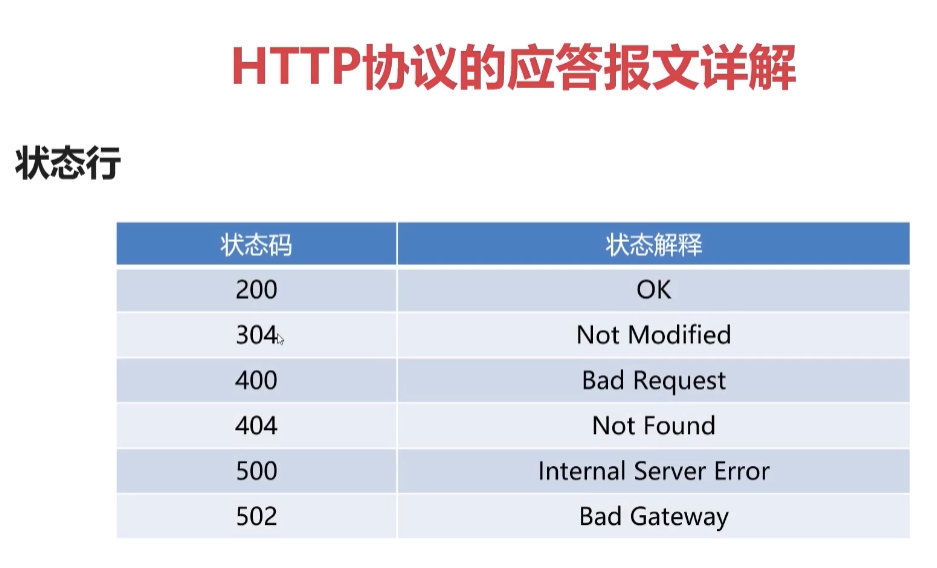 HTTP协议的应答报文详解
状态行
状态码 状态解释
200 OK
304 Not Modified
400 Bad Request
404 Not Found
500 Internal Server Error
502 Bad Gateway